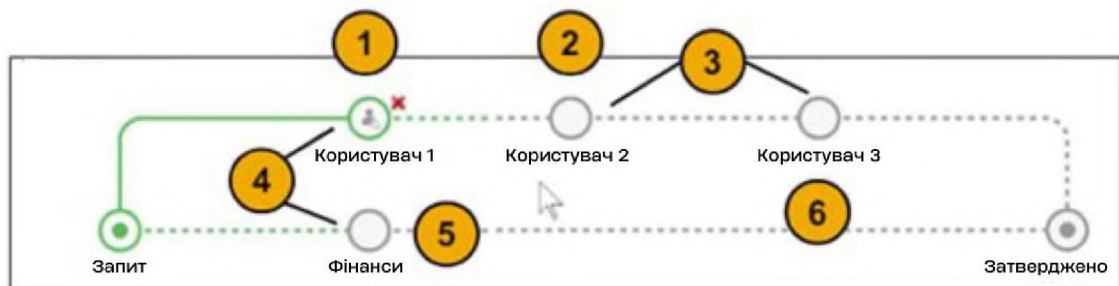 1 2 3
Користувач 1 Користувач 2 Користувач 3
4 5 6
Запит Фінанси Затверджено